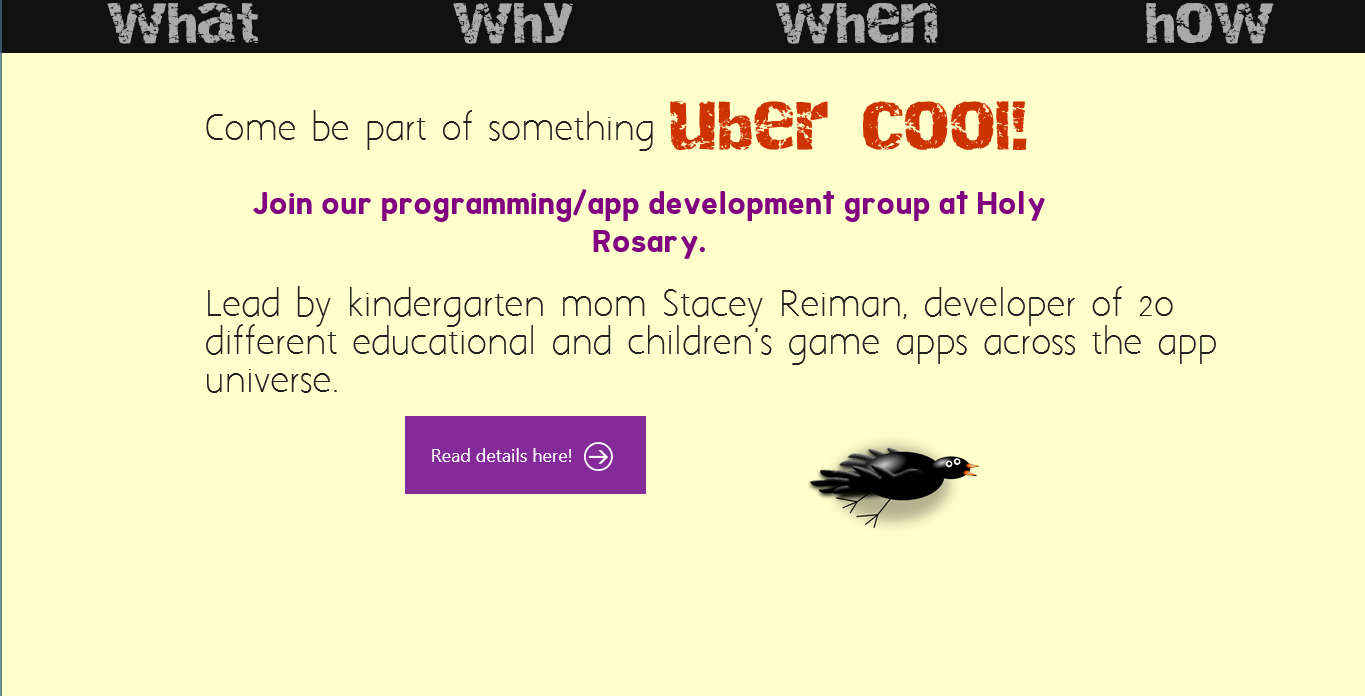 What Why When how
Come be part of something uber cool!
Join our programming/app development group at Holy
Rosary.
Lead by kindergarten mom Stacey Reiman, developer of 20
different educational and children's game apps across the app
universe.
Read details here!